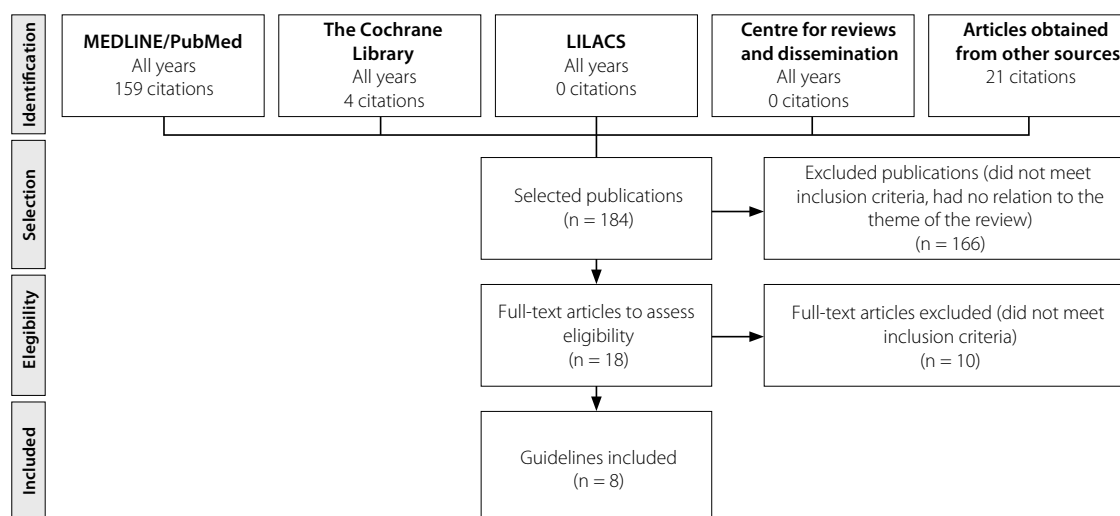 Identification
MEDLINE/PubMed
All years
159 citations
The Cochrane
Library
All years
4 citations
LILACS
All years
0 citations
Centre for reviews
and dissemination
All years
0 citations
Articles obtained
from other sources
21 citations
Selection
Selected publications
(n = 184)
Excluded publications (did not meet
inclusion criteria, had no relation to the
theme of the review)
(n = 166)
Elegibility
Full-text articles to assess
eligibility
(n = 18)
Full-text articles excluded (did not meet
inclusion criteria)
(n = 10)
Included
Guidelines included
(n = 8)